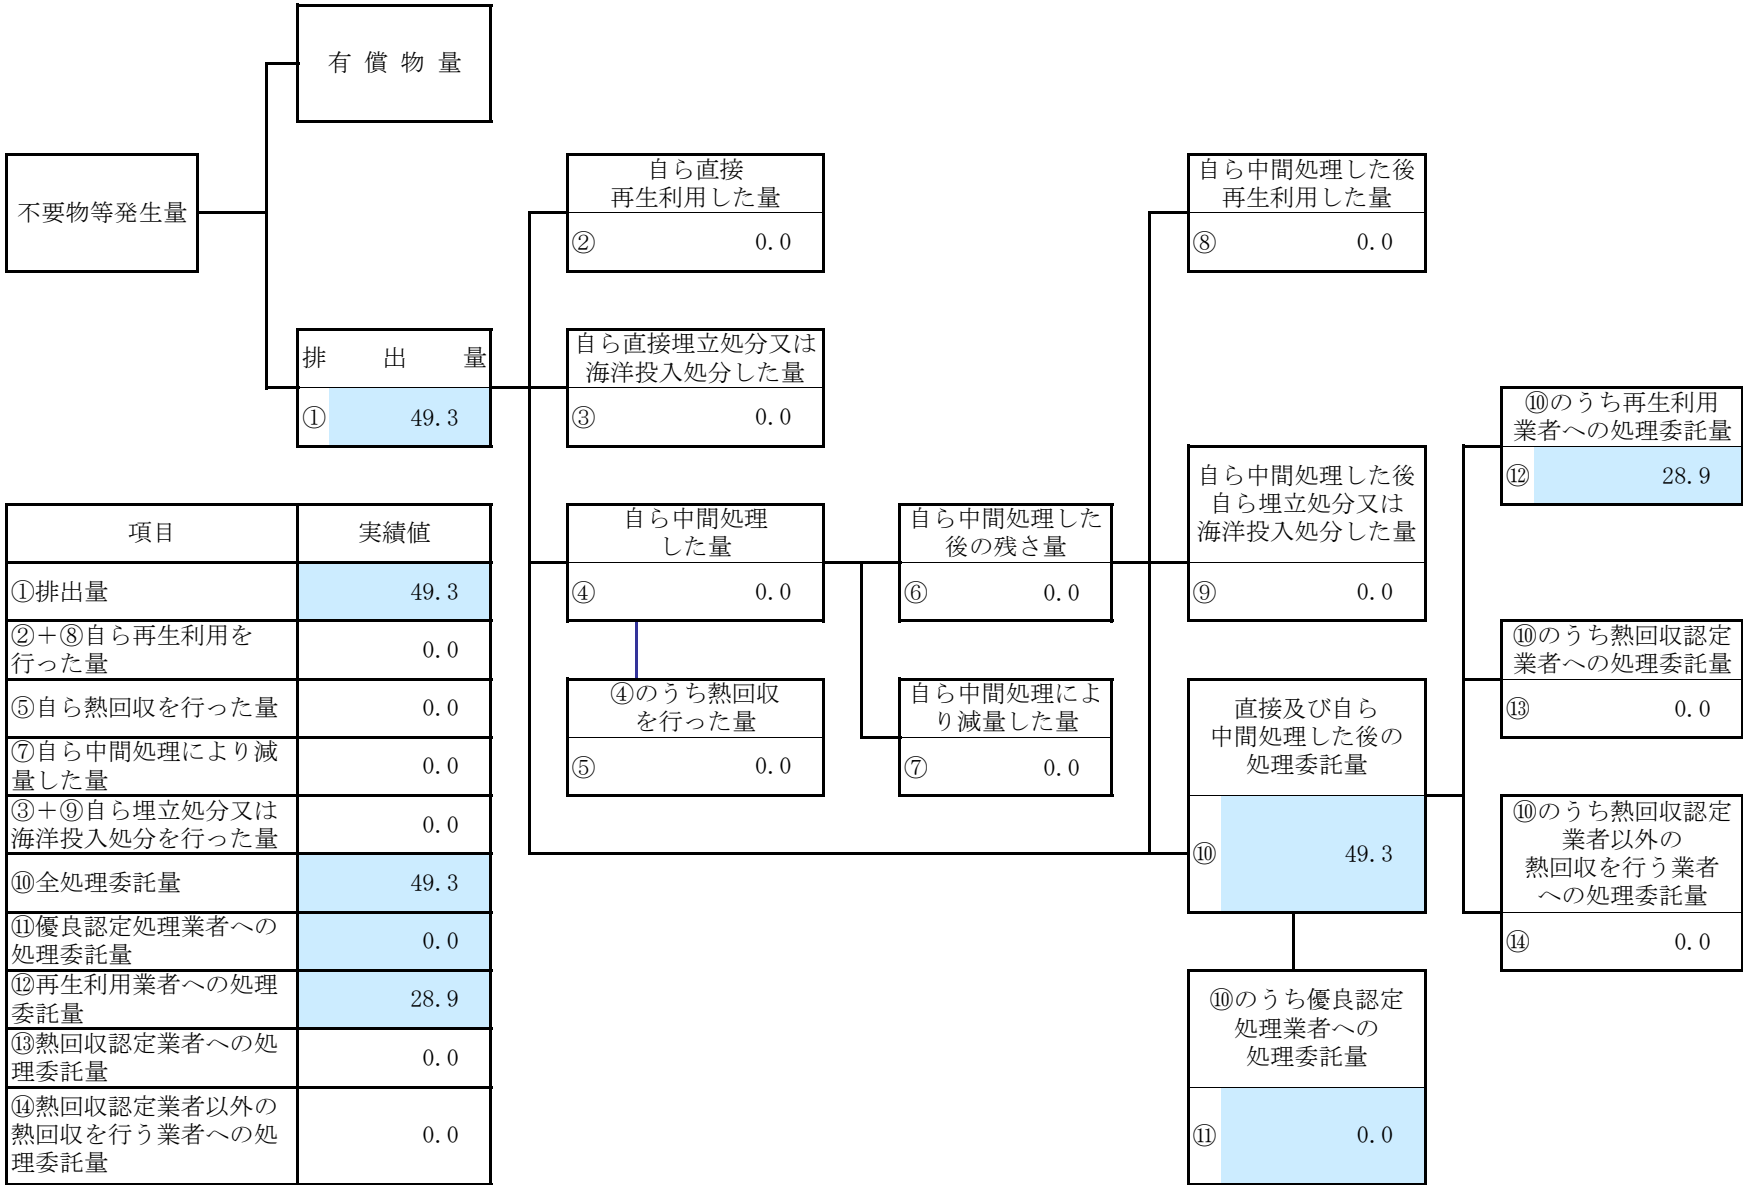 有償物量
不要物等発生量
自ら直接
再生利用した量
② 0.0
自ら中間処理した後
再生利用した量
⑧ 0.0
排出量
① 49.3
自ら直接埋立処分又は
海洋投入処分した量
③ 0.0
⑩のうち再生利用
業者への処理委託量
⑫ 28.9
自ら中間処理した後
自ら埋立処分又は
海洋投入処分した量
⑨ 0.0
自ら中間処理
した量
④ 0.0
自ら中間処理した
後の残さ量
⑥ 0.0
⑩のうち熱回収認定
業者への処理委託量
⑬ 0.0
④のうち熱回収
を行った量
⑤ 0.0
自ら中間処理によ
り減量した量
⑦ 0.0
直接及び自ら
中間処理した後の
処理委託量
⑩ 49.3
⑩のうち熱回収認定
業者以外の
熱回収を行う業者
への処理委託量
⑭ 0.0
⑩のうち優良認定
処理業者への
処理委託量
⑪ 0.0
項目 実績値
①排出量 49.3
②＋⑧自ら再生利用を
行った量 0.0
⑤自ら熱回収を行った量 0.0
⑦自ら中間処理により減
量した量 0.0
③＋⑨自ら埋立処分又は
海洋投入処分を行った量 0.0
⑩全処理委託量 49.3
⑪優良認定処理業者への
処理委託量 0.0
⑫再生利用業者への処理
委託量 28.9
⑬熱回収認定業者への処
理委託量 0.0
⑭熱回収認定業者以外の
熱回収を行う業者への処
理委託量 0.0